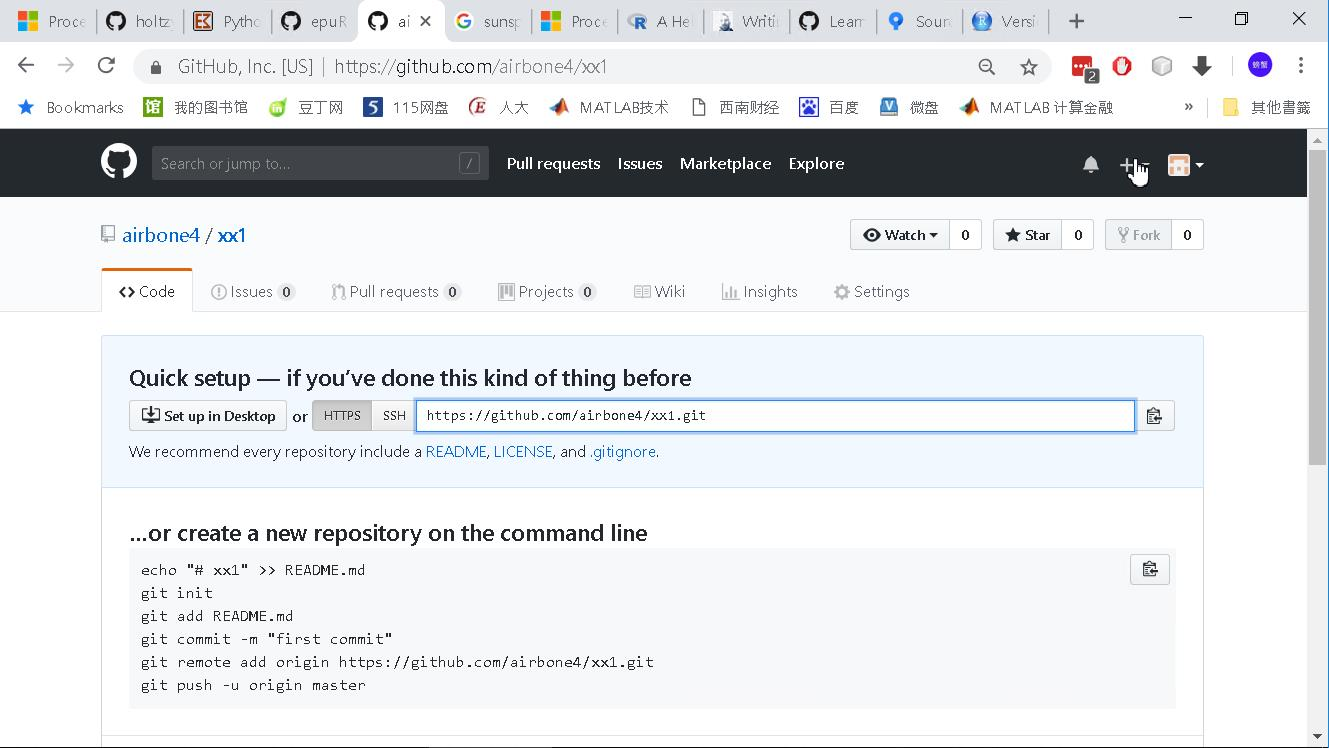 Proce holtzy Pytho epuR ai sunsp Proce A Hel Writi Learn Sour Versi
GitHub, Inc. [US] | https://github.com/airbone4/xx1
2
螃蟹
Bookmarks 我的图书馆 豆丁网 115网盘 人大 MATLAB技术 西南财经 百度 微盘 MATLAB 计算金融 » 其他書籤
Search or jump to... / Pull requests Issues Marketplace Explore
airbone4 / xx1 Watch 0 Star 0 Fork 0
Code Issues 0 Pull requests 0 Projects 0 Wiki Insights Settings
Quick setup — if you've done this kind of thing before
Set up in Desktop or HTTPS SSH https://github.com/airbone4/xx1.git
We recommend every repository include a README, LICENSE, and .gitignore.
…or create a new repository on the command line
echo "# xx1" >> README.md
git init
git add README.md
git commit -m "first commit"
git remote add origin https://github.com/airbone4/xx1.git
git push -u origin master